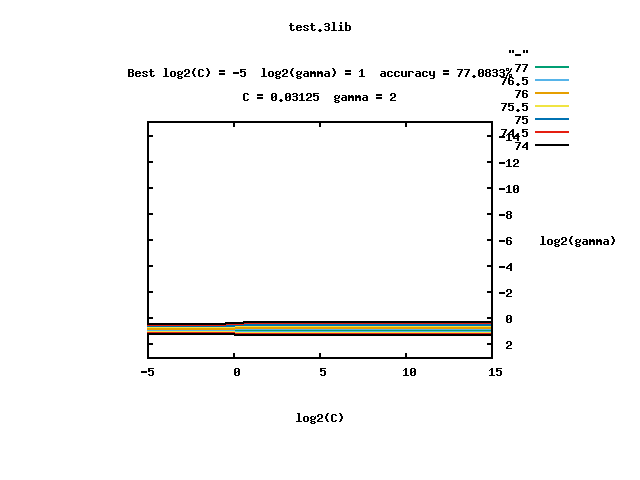 test.3lib
"-"
Best log2(C) = -5  log2(gamma) = 1  accuracy = 77.0833%
77
76.5
C = 0.03125  gamma = 2
76
75.5
75
74.5
74
-14
-12
-10
-8
-6
log2(gamma)
-4
-2
0
2
-5 0 5 10 15
log2(C)